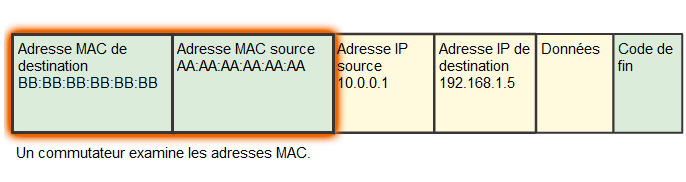 Adresse MAC de
destination
BB:BB:BB:BB:BB:BB
Adresse MAC source
AA:AA:AA:AA:AA:AA
Adresse IP
source
10.0.0.1
Adresse IP de
destination
192.168.1.5
Données
Code de
fin
Un commutateur examine les adresses MAC.